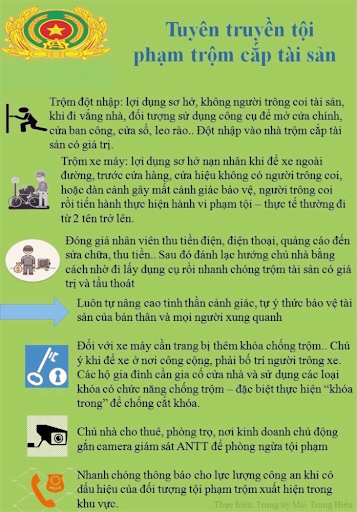 Tuyên truyền tội
phạm trộm cắp tài sản
Trộm đột nhập: lợi dụng sơ hở, không người trông coi tài sản,
khi đi vắng nhà, đối tượng sử dụng công cụ để mở cửa chính,
cửa ban công, cửa sổ, leo rào.. Đột nhập vào nhà trộm cắp tài
sản có giá trị.
Trộm xe máy: lợi dụng sơ hở nạn nhân khi để xe ngoài
đường, trước cửa hàng, cửa hiệu không có người trông coi,
hoặc dàn cảnh gây mất cảnh giác bảo vệ, người trông coi
rồi tiến hành thực hiện hành vi phạm tội – thực tế thường đi
từ 2 tên trở lên.
Đóng giả nhân viên thu tiền điện, điện thoại, quảng cáo đến
sửa chữa, thu tiền.. Sau đó đánh lạc hướng chủ nhà bằng
cách nhờ đi lấy dụng cụ rồi nhanh chóng trộm tài sản có giá
trị và tẩu thoát
Luôn tự nâng cao tinh thần cảnh giác, tự ý thức bảo vệ tài
sản của bản thân và mọi người xung quanh
Đối với xe máy cần trang bị thêm khóa chống trộm.. Chú
ý khi để xe ở nơi công cộng, phải bố trí người trông xe.
Các hộ gia đình cần gia cố cửa nhà và sử dụng các loại
khóa có chức năng chống trộm – đặc biệt thực hiện “khóa
trong” để chống cắt khóa.
Chủ nhà cho thuê, phòng trọ, nơi kinh doanh chủ động
gắn camera giám sát ANTT để phòng ngừa tội phạm
Nhanh chóng thông báo cho lực lượng công an khi có
dấu hiệu của đối tượng tội phạm trộm xuất hiện trong
khu vực.
Thực hiện: Trung úy Mai Trung Hiếu